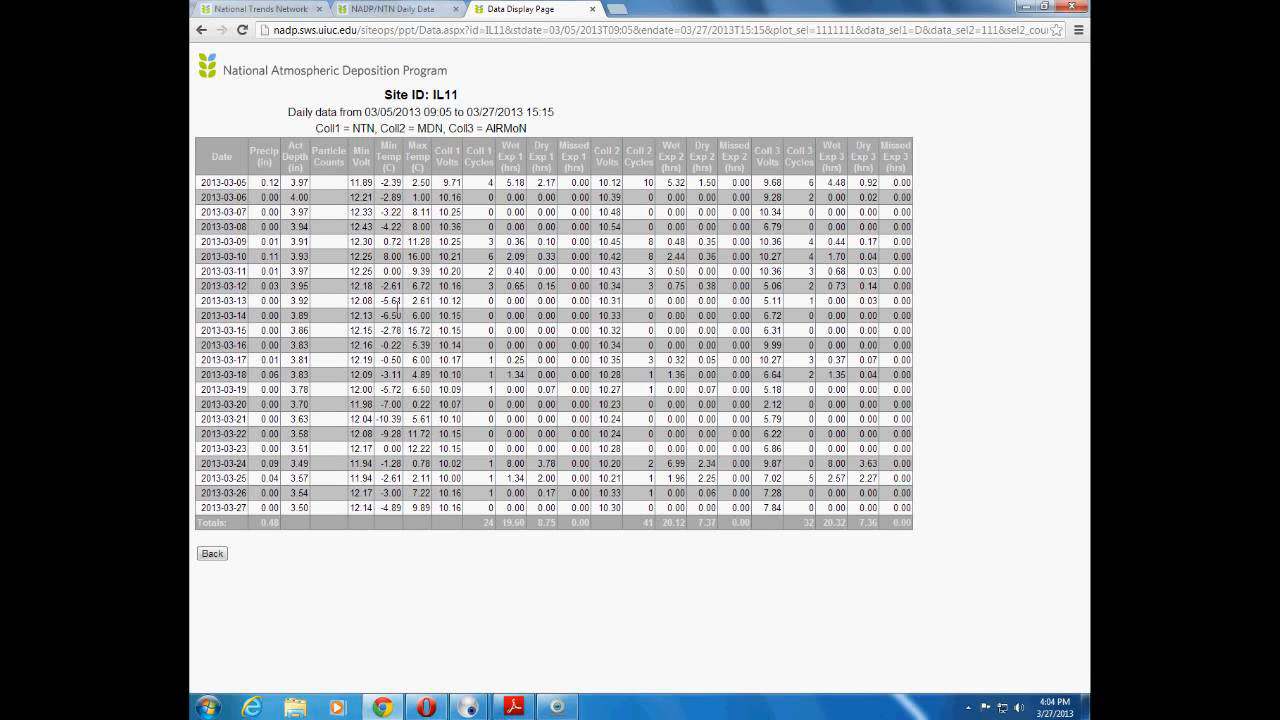 National Trends Network
NADP/NTN Daily Data
Data Display Page
nadp.sws.uiuc.edu/siteops/ppt/Data.aspx?id=IL11&stdate=03/05/2013T09:05&endate=03/27/2013T15:15&plot_sel=1111111&data_sel1=D&data_sel2=111&sel2_cou
National Atmospheric Deposition Program
Site ID: IL11
Daily data from 03/05/2013 09:05 to 03/27/2013 15:15
Coll1 = NTN, Coll2 = MDN, Coll3 = AIRMoN
Date Precip (in) Act Depth (in) Particle Counts Min Volt Min Temp (C) Max Temp (C) Coll 1 Volts Coll 1 Cycles Wet Exp 1 (hrs) Dry Exp 1 (hrs) Missed Exp 1 (hrs) Coll 2 Volts Coll 2 Cycles Wet Exp 2 (hrs) Dry Exp 2 (hrs) Missed Exp 2 (hrs) Coll 3 Volts Coll 3 Cycles Wet Exp 3 (hrs) Dry Exp 3 (hrs) Missed Exp 3 (hrs)
2013-03-05 0.12 3.97 11.89 -2.39 2.50 9.71 4 5.18 2.17 0.00 10.12 10 5.32 1.50 0.00 9.68 6 4.48 0.92 0.00
2013-03-06 0.00 4.00 12.21 -2.89 1.00 10.16 0 0.00 0.00 0.00 10.39 0 0.00 0.00 0.00 9.28 2 0.00 0.02 0.00
2013-03-07 0.00 3.97 12.33 -3.22 8.11 10.25 0 0.00 0.00 0.00 10.48 0 0.00 0.00 0.00 10.34 0 0.00 0.00 0.00
2013-03-08 0.00 3.94 12.43 -4.22 8.00 10.36 0 0.00 0.00 0.00 10.54 0 0.00 0.00 0.00 6.79 0 0.00 0.00 0.00
2013-03-09 0.01 3.91 12.30 0.72 11.28 10.25 3 0.36 0.10 0.00 10.45 8 0.48 0.35 0.00 10.36 4 0.44 0.17 0.00
2013-03-10 0.11 3.93 12.25 8.00 16.00 10.21 6 2.09 0.33 0.00 10.42 8 2.44 0.36 0.00 10.27 4 1.70 0.04 0.00
2013-03-11 0.01 3.97 12.25 0.00 9.39 10.20 2 0.40 0.00 0.00 10.43 3 0.50 0.00 0.00 10.36 3 0.68 0.03 0.00
2013-03-12 0.03 3.95 12.18 -2.61 6.72 10.16 3 0.65 0.15 0.00 10.34 3 0.75 0.38 0.00 5.06 2 0.73 0.14 0.00
2013-03-13 0.00 3.92 12.08 -5.61 2.61 10.12 0 0.00 0.00 0.00 10.31 0 0.00 0.00 0.00 5.11 1 0.00 0.03 0.00
2013-03-14 0.00 3.89 12.13 -6.50 6.00 10.15 0 0.00 0.00 0.00 10.33 0 0.00 0.00 0.00 6.72 0 0.00 0.00 0.00
2013-03-15 0.00 3.86 12.15 -2.78 15.72 10.15 0 0.00 0.00 0.00 10.32 0 0.00 0.00 0.00 6.31 0 0.00 0.00 0.00
2013-03-16 0.00 3.83 12.16 -0.22 5.39 10.14 0 0.00 0.00 0.00 10.34 0 0.00 0.00 0.00 9.99 0 0.00 0.00 0.00
2013-03-17 0.01 3.81 12.19 -0.50 6.00 10.17 1 0.25 0.00 0.00 10.35 3 0.32 0.05 0.00 10.27 3 0.37 0.07 0.00
2013-03-18 0.06 3.83 12.09 -3.11 4.89 10.10 1 1.34 0.00 0.00 10.28 1 1.36 0.00 0.00 6.64 2 1.35 0.04 0.00
2013-03-19 0.00 3.78 12.00 -5.72 6.50 10.09 1 0.00 0.07 0.00 10.27 1 0.00 0.07 0.00 5.18 0 0.00 0.00 0.00
2013-03-20 0.00 3.70 11.98 -7.00 0.22 10.07 0 0.00 0.00 0.00 10.23 0 0.00 0.00 0.00 2.12 0 0.00 0.00 0.00
2013-03-21 0.00 3.63 12.04 -10.39 5.61 10.10 0 0.00 0.00 0.00 10.24 0 0.00 0.00 0.00 5.79 0 0.00 0.00 0.00
2013-03-22 0.00 3.58 12.08 -9.28 11.72 10.15 0 0.00 0.00 0.00 10.24 0 0.00 0.00 0.00 6.22 0 0.00 0.00 0.00
2013-03-23 0.00 3.51 12.17 0.00 12.22 10.15 0 0.00 0.00 0.00 10.28 0 0.00 0.00 0.00 6.86 0 0.00 0.00 0.00
2013-03-24 0.09 3.49 11.94 -1.28 0.78 10.02 1 8.00 3.78 0.00 10.20 2 6.99 2.34 0.00 9.87 0 8.00 3.63 0.00
2013-03-25 0.04 3.57 11.94 -2.61 2.11 10.00 1 1.34 2.00 0.00 10.21 1 1.96 2.25 0.00 7.02 5 2.57 2.27 0.00
2013-03-26 0.00 3.54 12.17 -3.00 7.22 10.16 1 0.00 0.17 0.00 10.33 1 0.00 0.06 0.00 7.28 0 0.00 0.00 0.00
2013-03-27 0.00 3.50 12.14 -4.89 9.89 10.16 0 0.00 0.00 0.00 10.30 0 0.00 0.00 0.00 7.84 0 0.00 0.00 0.00
Totals: 0.48 24 19.60 8.75 0.00 41 20.12 7.37 0.00 32 20.32 7.36 0.00
Back
4:04 PM
3/27/2013